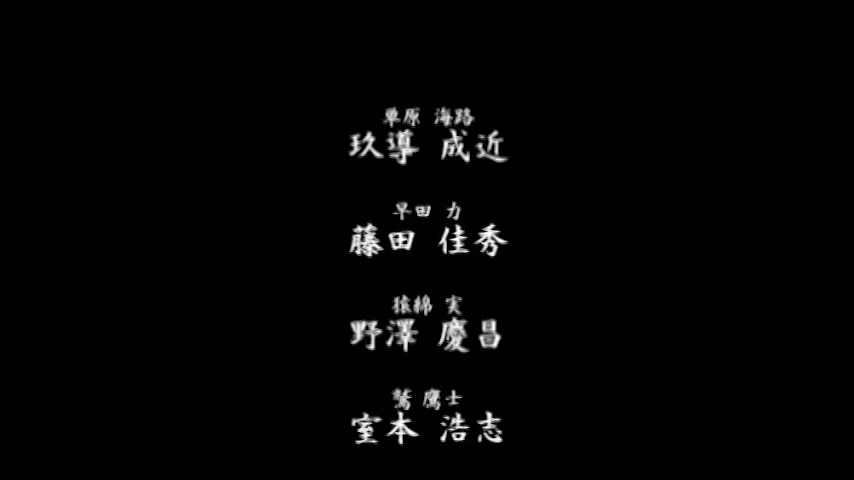 草原 海路
玖導 成近
早田 力
藤田 佳秀
猿綿 実
野澤 慶昌
鷲 鷹士
室本 浩志